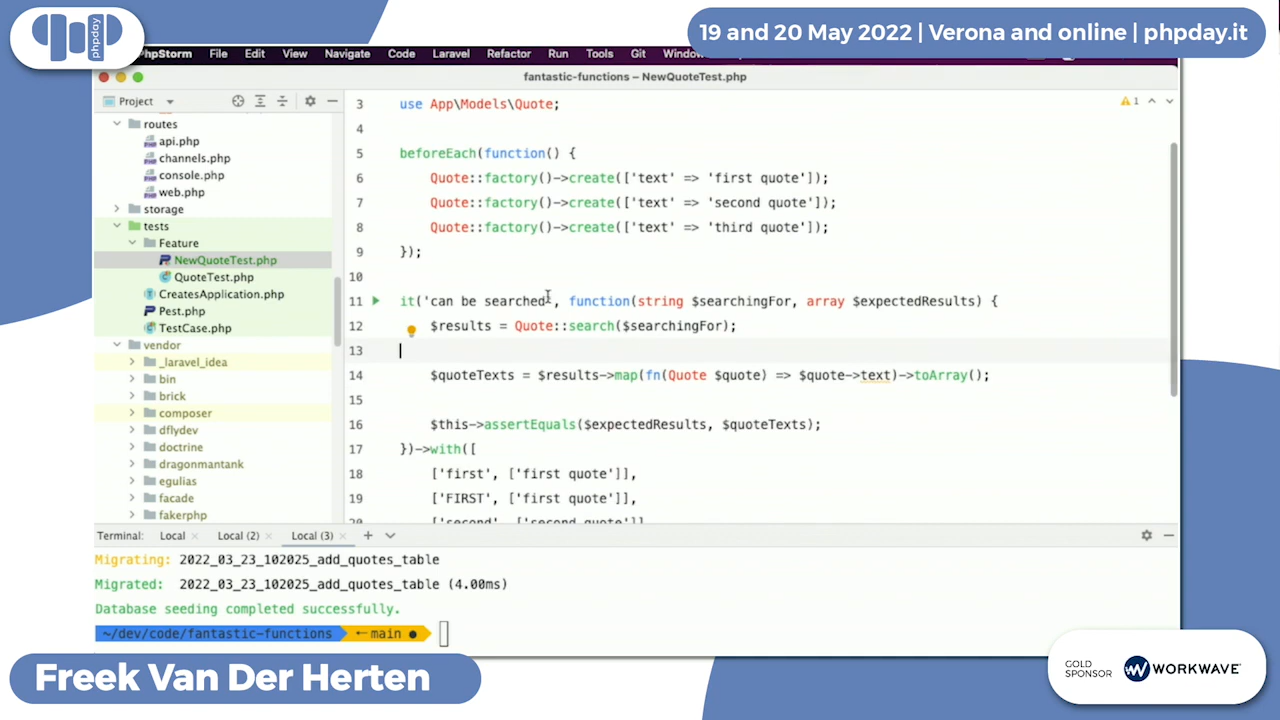 phpday
19 and 20 May 2022 | Verona and online | phpday.it
PhpStorm File Edit View Navigate Code Laravel Refactor Run Tools Git Window
fantastic-functions – NewQuoteTest.php
Project
routes
api.php
channels.php
console.php
web.php
storage
tests
Feature
NewQuoteTest.php
QuoteTest.php
CreatesApplication.php
Pest.php
TestCase.php
vendor
_laravel_idea
bin
brick
composer
dflydev
doctrine
dragonmantank
egulias
facade
fakerphp
1
3 use App\Models\Quote;
4
5 beforeEach(function() {
6 Quote::factory()->create(['text' => 'first quote']);
7 Quote::factory()->create(['text' => 'second quote']);
8 Quote::factory()->create(['text' => 'third quote']);
9 });
10
11 it('can be searched', function(string $searchingFor, array $expectedResults) {
12 $results = Quote::search($searchingFor);
13
14 $quoteTexts = $results->map(fn(Quote $quote) => $quote->text)->toArray();
15
16 $this->assertEquals($expectedResults, $quoteTexts);
17 })->with([
18 ['first', ['first quote']],
19 ['FIRST', ['first quote']],
20 ['second', ['second quote']],
Terminal: Local Local (2) Local (3)
Migrating: 2022_03_23_102025_add_quotes_table
Migrated: 2022_03_23_102025_add_quotes_table (4.00ms)
Database seeding completed successfully.
~/dev/code/fantastic-functions main
Freek Van Der Herten
GOLD
SPONSOR
WORKWAVE